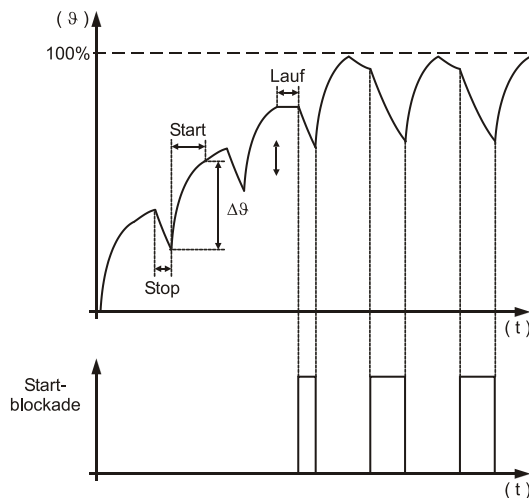 (ϑ)
100%
Lauf
Start
Δϑ
Stop
(t)
Start-
blockade
(t)